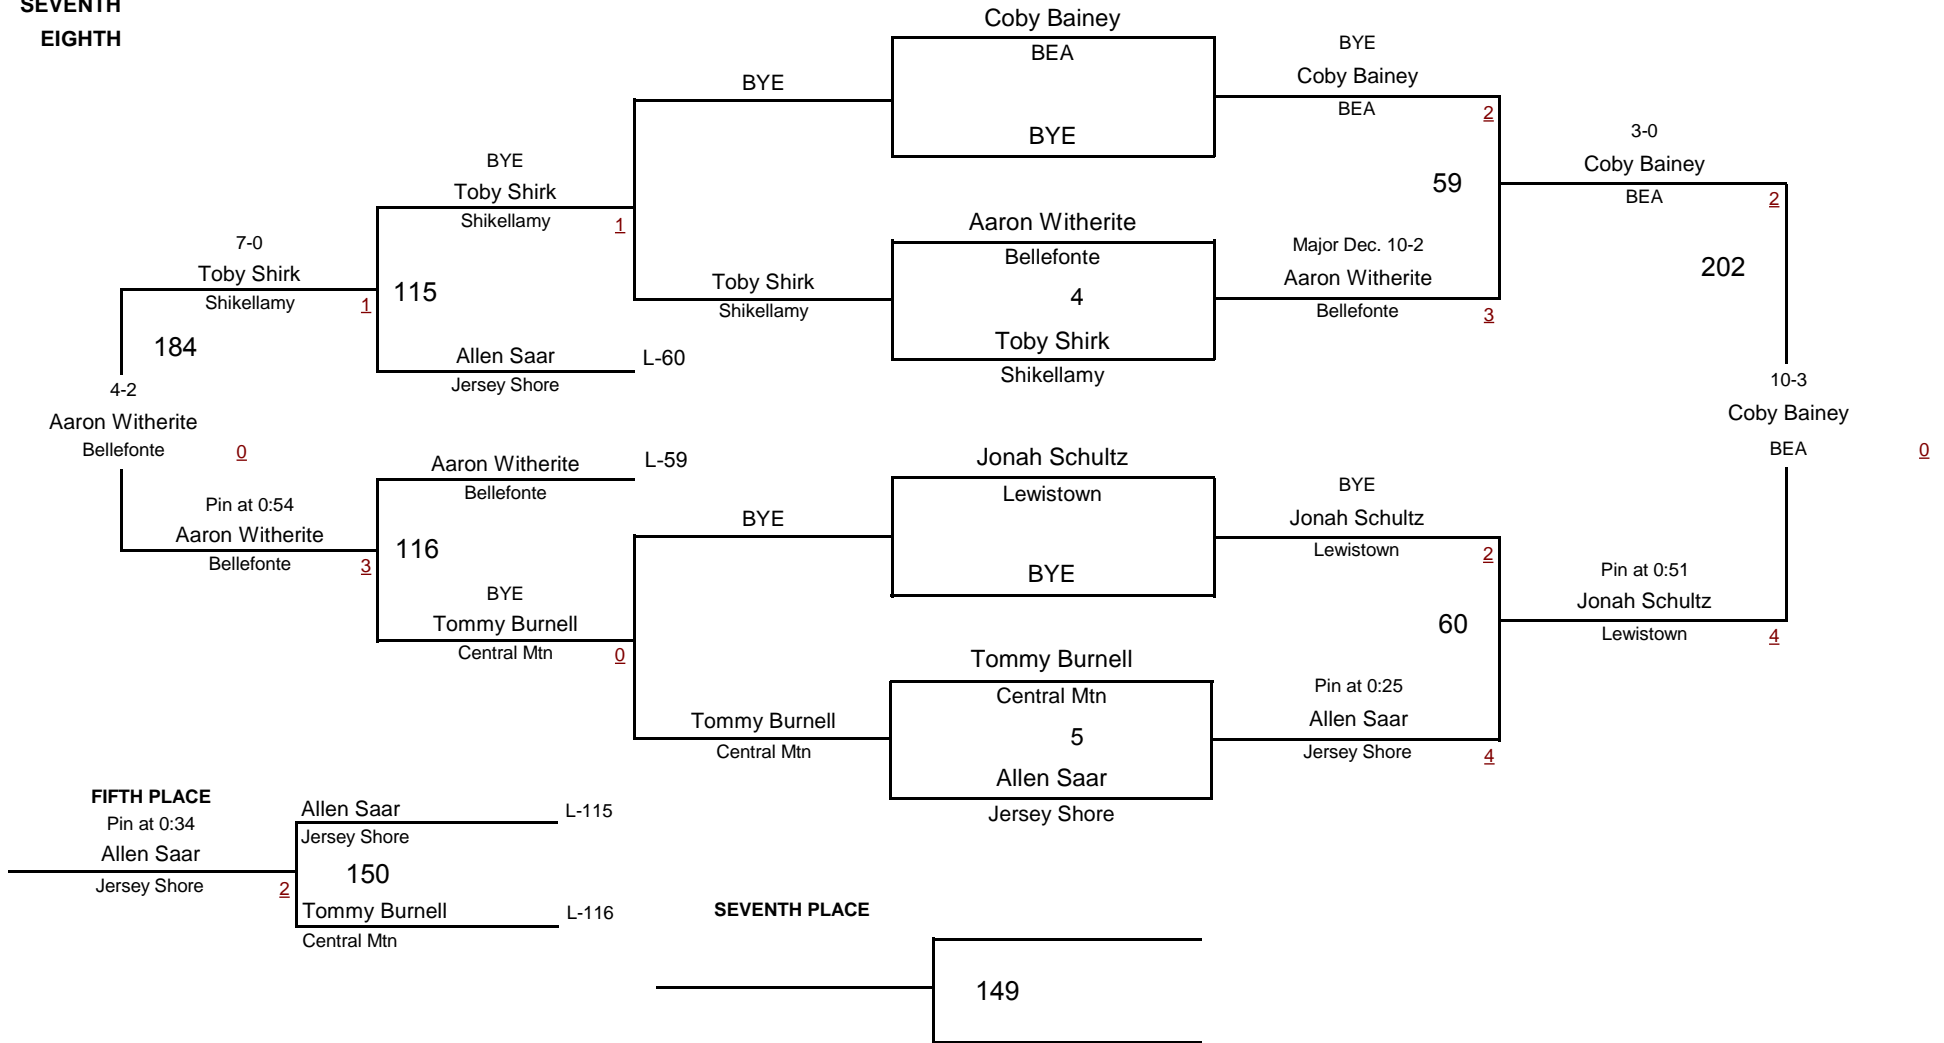 SEVENTH
EIGHTH
Coby Bainey
BEA
BYE
BYE
BYE
Coby Bainey
BEA
2
3-0
Coby Bainey
BEA
2
BYE
Toby Shirk
Shikellamy
1
59
7-0
Toby Shirk
Shikellamy
1
115
Toby Shirk
Shikellamy
Aaron Witherite
Bellefonte
4
Toby Shirk
Shikellamy
Major Dec. 10-2
Aaron Witherite
Bellefonte
3
202
184
Allen Saar
Jersey Shore
L-60
4-2
Aaron Witherite
Bellefonte
0
10-3
Coby Bainey
BEA
0
Aaron Witherite
Bellefonte
L-59
Jonah Schultz
Lewistown
BYE
BYE
BYE
Jonah Schultz
Lewistown
2
Pin at 0:54
Aaron Witherite
Bellefonte
3
116
BYE
Tommy Burnell
Central Mtn
0
60
Pin at 0:51
Jonah Schultz
Lewistown
4
Tommy Burnell
Central Mtn
Tommy Burnell
Central Mtn
5
Allen Saar
Jersey Shore
Pin at 0:25
Allen Saar
Jersey Shore
4
FIFTH PLACE
Pin at 0:34
Allen Saar
Jersey Shore
2
Allen Saar
Jersey Shore
L-115
150
Tommy Burnell
Central Mtn
L-116
SEVENTH PLACE
149